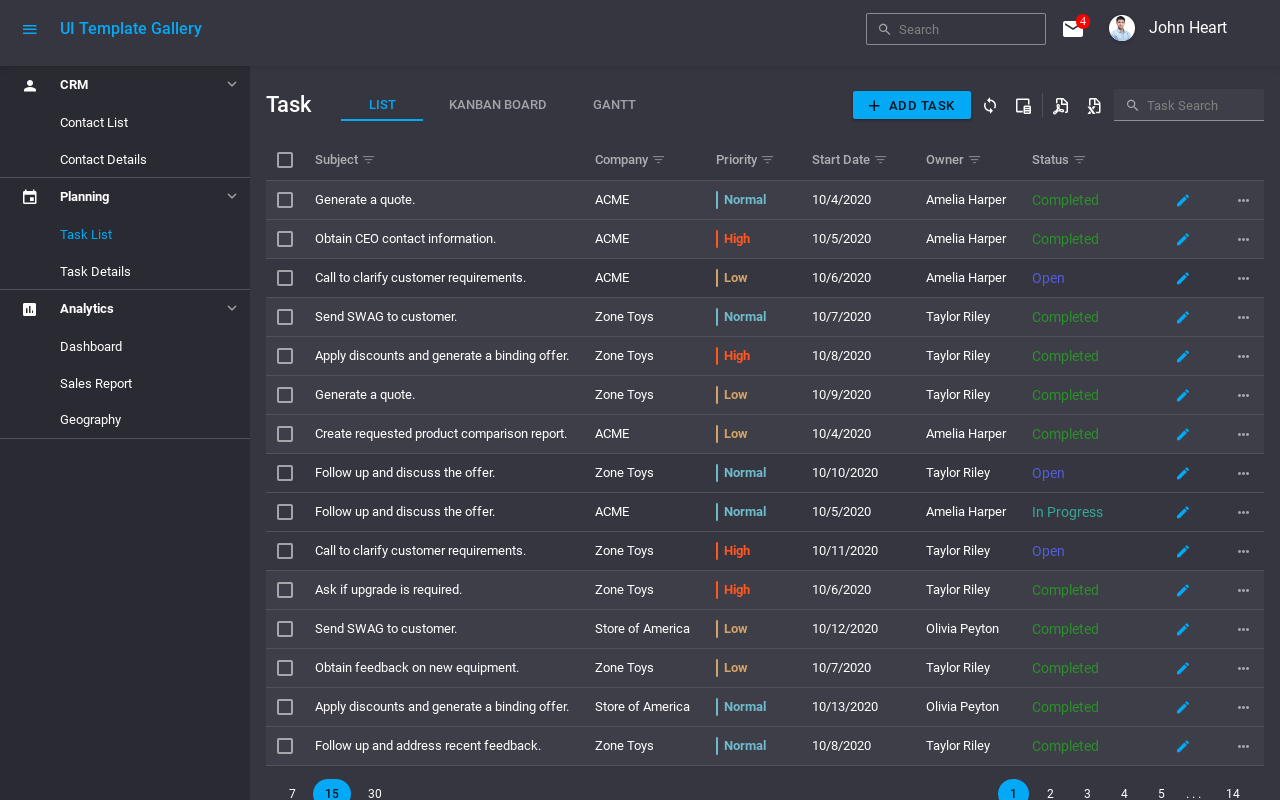 UI Template Gallery
Search
4
John Heart
CRM
Contact List
Contact Details
Planning
Task List
Task Details
Analytics
Dashboard
Sales Report
Geography
Task LIST KANBAN BOARD GANTT ADD TASK Task Search
Subject Company Priority Start Date Owner Status
Generate a quote. ACME Normal 10/4/2020 Amelia Harper Completed
Obtain CEO contact information. ACME High 10/5/2020 Amelia Harper Completed
Call to clarify customer requirements. ACME Low 10/6/2020 Amelia Harper Open
Send SWAG to customer. Zone Toys Normal 10/7/2020 Taylor Riley Completed
Apply discounts and generate a binding offer. Zone Toys High 10/8/2020 Taylor Riley Completed
Generate a quote. Zone Toys Low 10/9/2020 Taylor Riley Completed
Create requested product comparison report. ACME Low 10/4/2020 Amelia Harper Completed
Follow up and discuss the offer. Zone Toys Normal 10/10/2020 Taylor Riley Open
Follow up and discuss the offer. ACME Normal 10/5/2020 Amelia Harper In Progress
Call to clarify customer requirements. Zone Toys High 10/11/2020 Taylor Riley Open
Ask if upgrade is required. Zone Toys High 10/6/2020 Taylor Riley Completed
Send SWAG to customer. Store of America Low 10/12/2020 Olivia Peyton Completed
Obtain feedback on new equipment. Zone Toys Low 10/7/2020 Taylor Riley Completed
Apply discounts and generate a binding offer. Store of America Normal 10/13/2020 Olivia Peyton Completed
Follow up and address recent feedback. Zone Toys Normal 10/8/2020 Taylor Riley Completed
7 15 30 1 2 3 4 5 ... 14